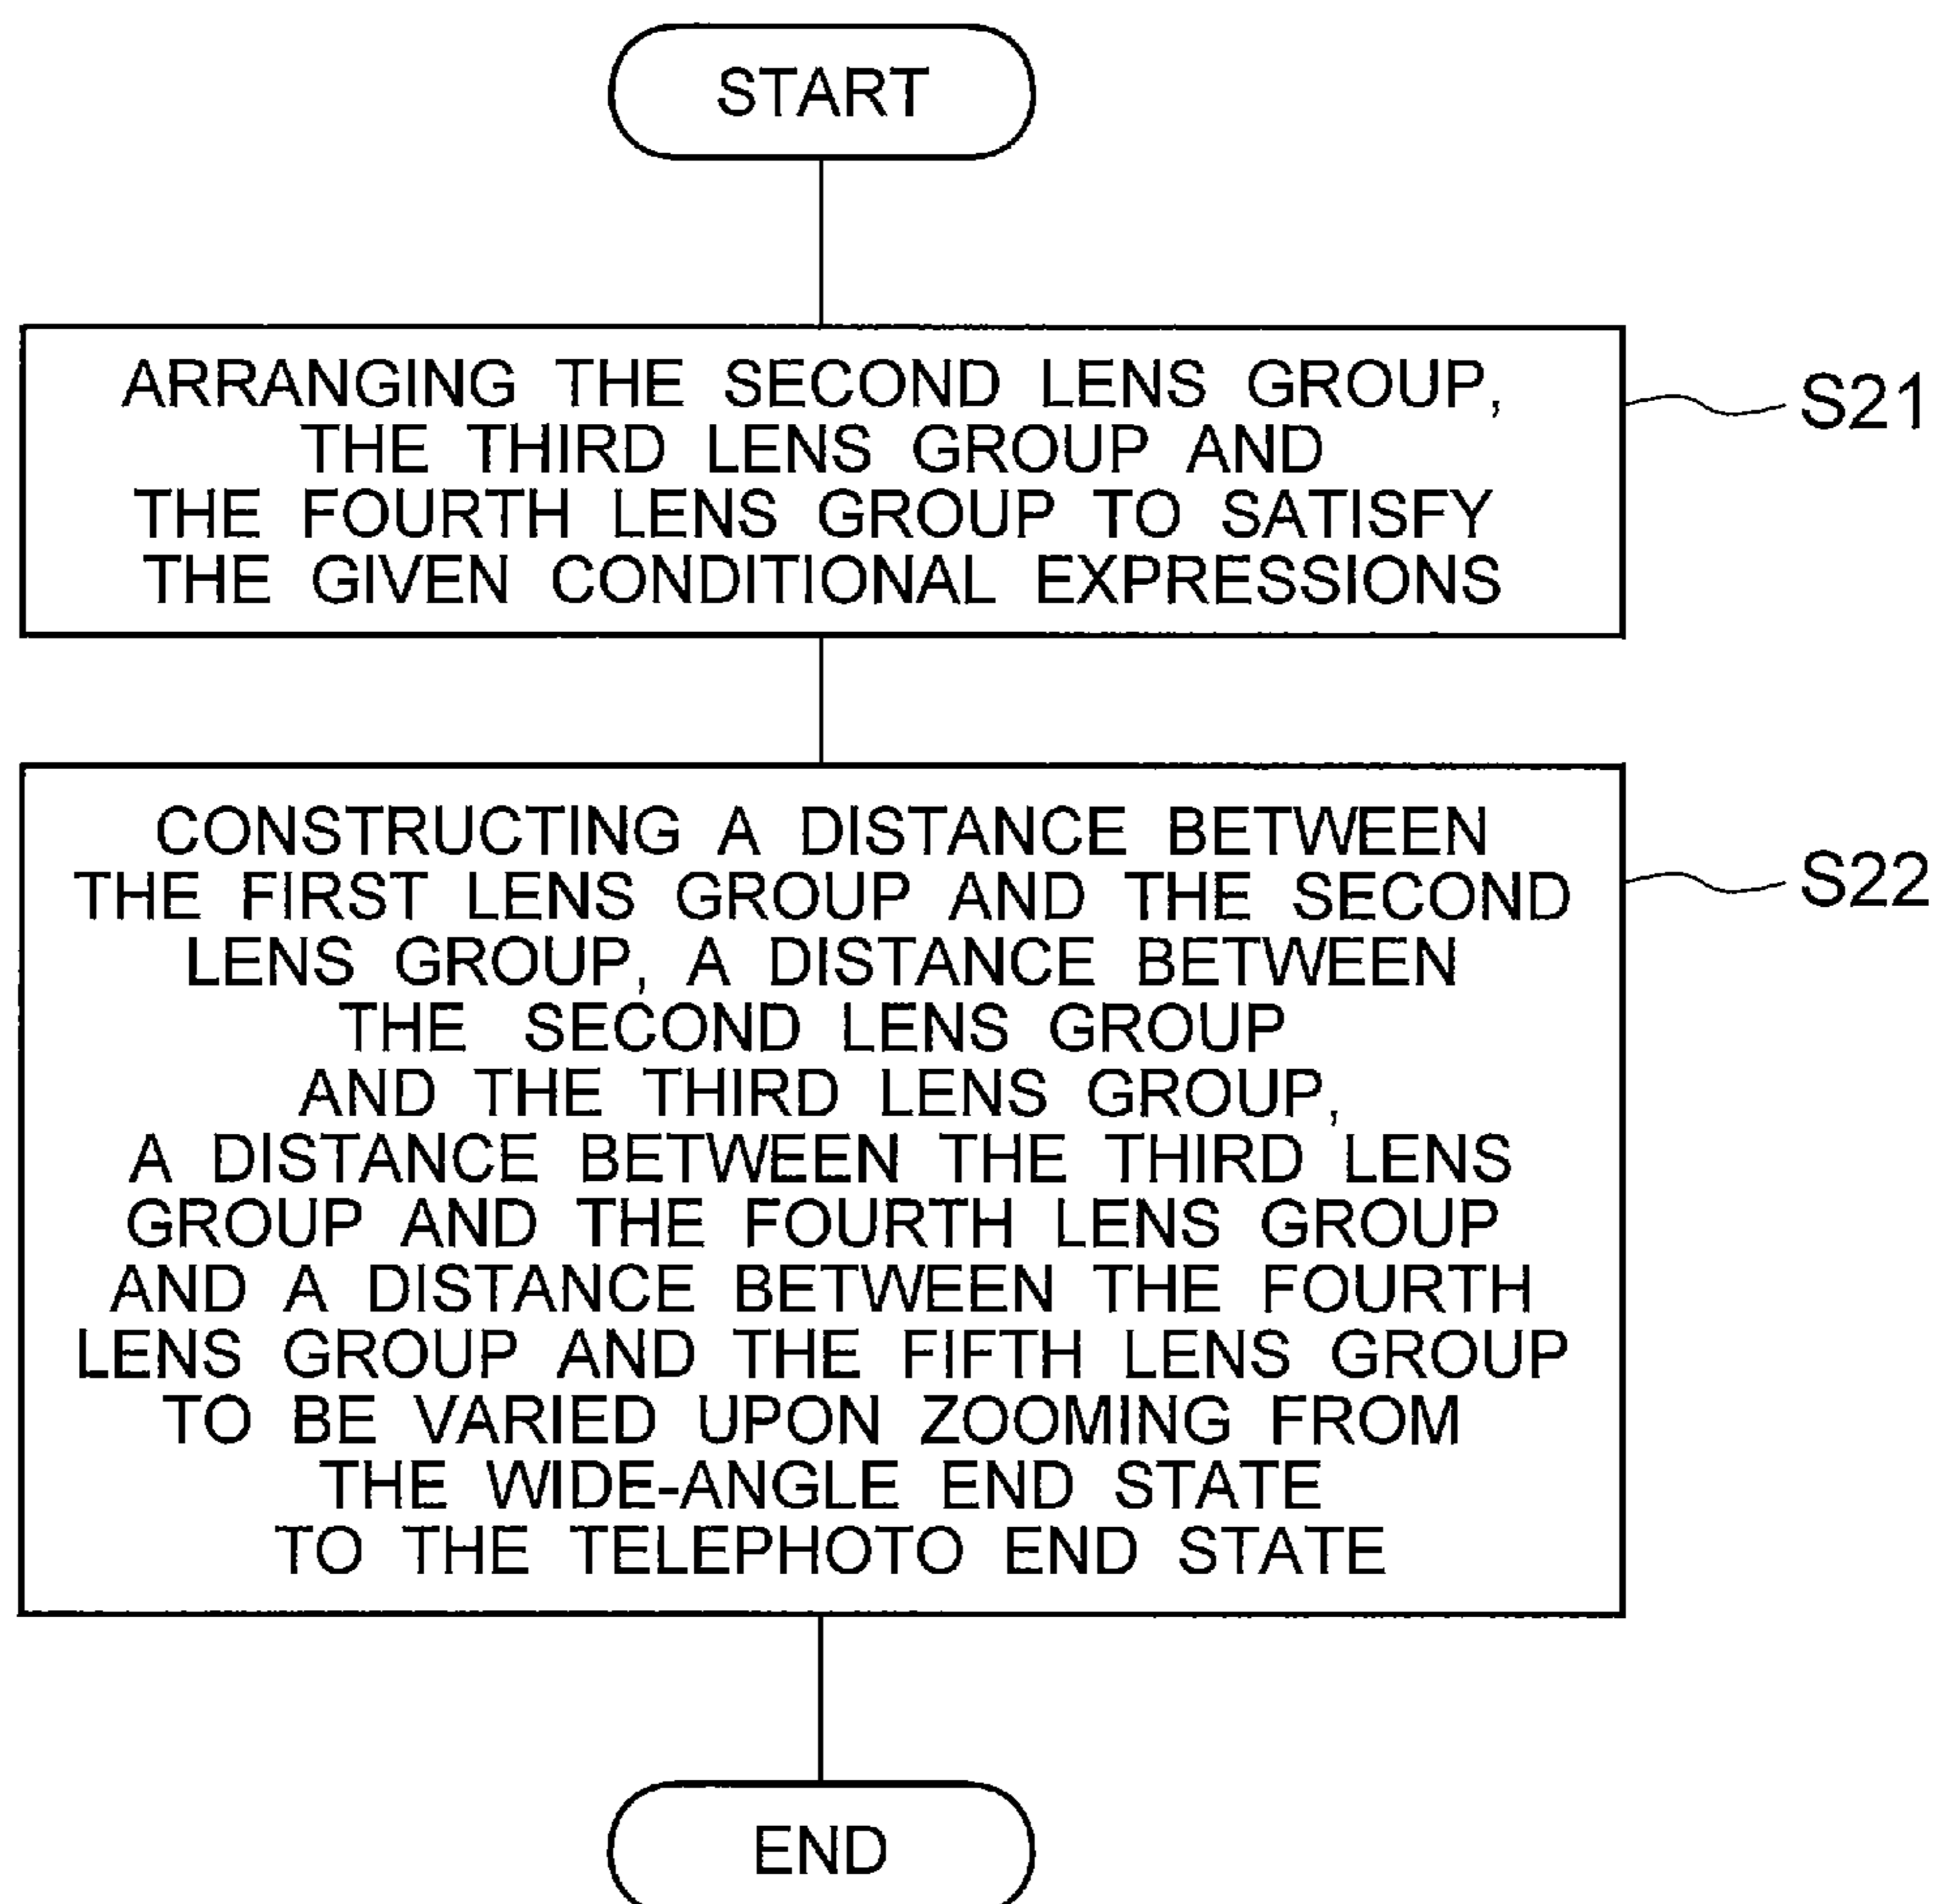 START
ARRANGING THE SECOND LENS GROUP,
THE THIRD LENS GROUP AND
THE FOURTH LENS GROUP TO SATISFY
THE GIVEN CONDITIONAL EXPRESSIONS
S21
CONSTRUCTING A DISTANCE BETWEEN
THE FIRST LENS GROUP AND THE SECOND
LENS GROUP, A DISTANCE BETWEEN
THE SECOND LENS GROUP
AND THE THIRD LENS GROUP,
A DISTANCE BETWEEN THE THIRD LENS
GROUP AND THE FOURTH LENS GROUP
AND A DISTANCE BETWEEN THE FOURTH
LENS GROUP AND THE FIFTH LENS GROUP
TO BE VARIED UPON ZOOMING FROM
THE WIDE-ANGLE END STATE
TO THE TELEPHOTO END STATE
S22
END